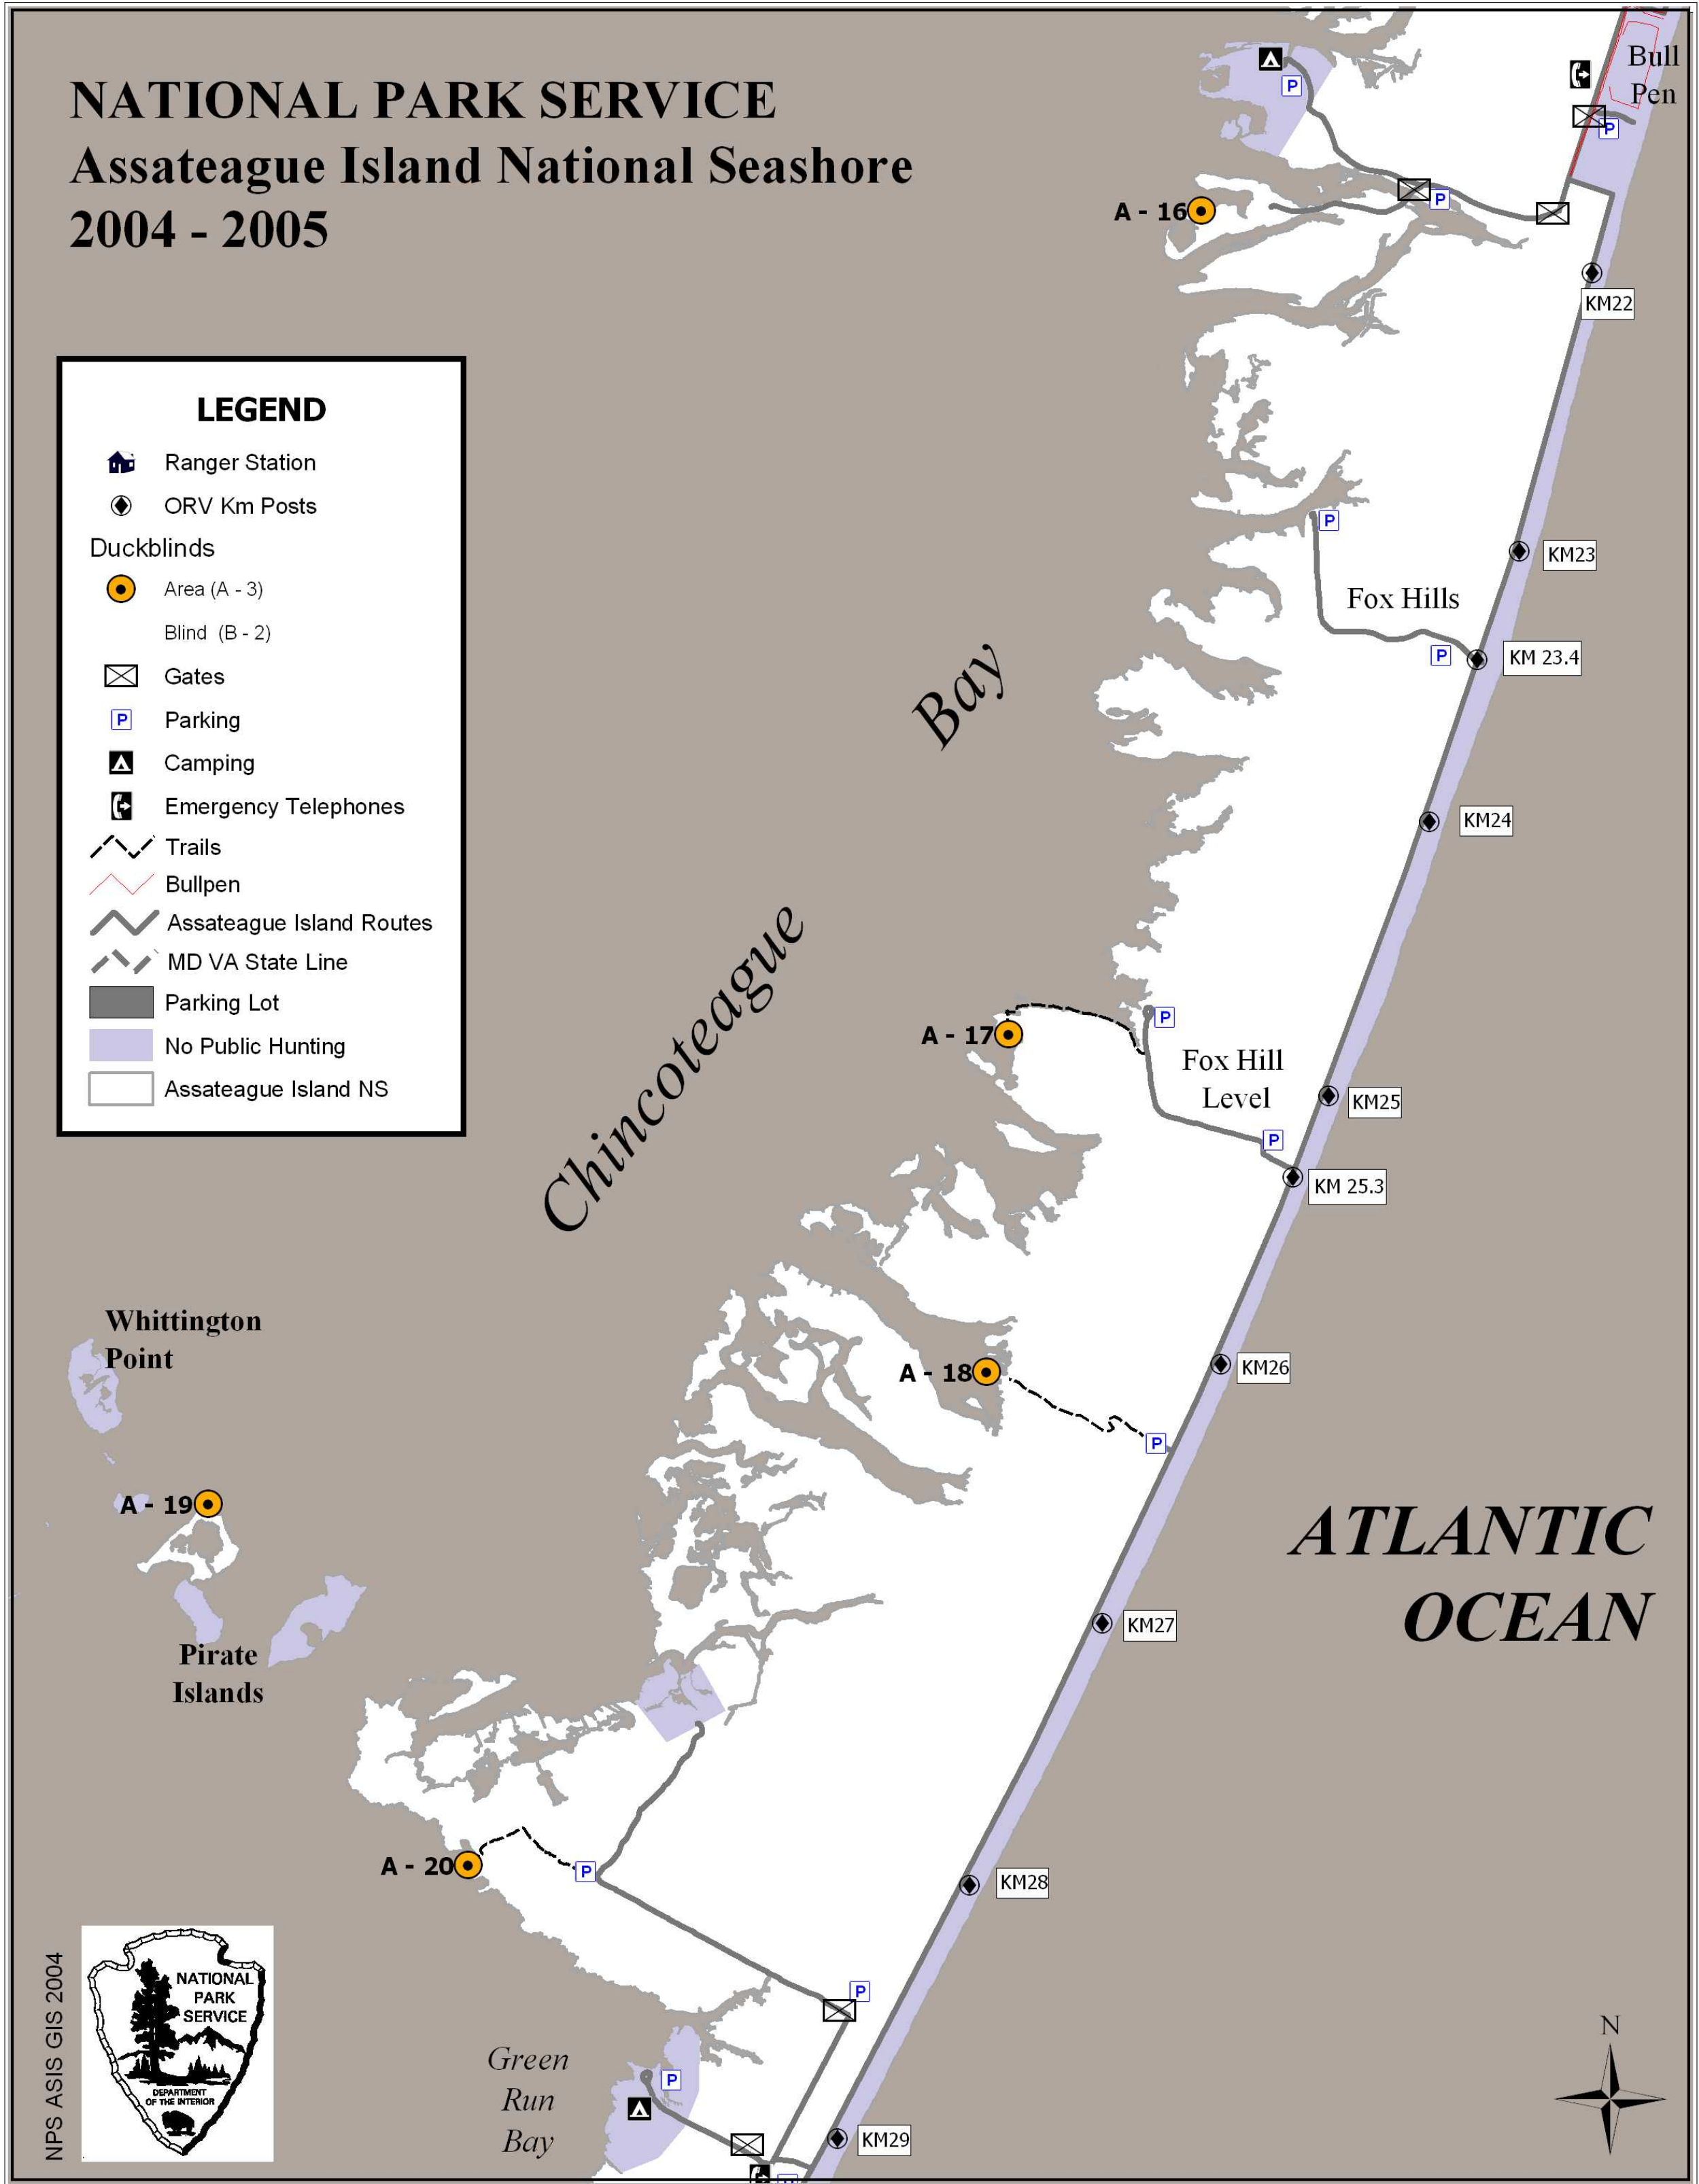 NATIONAL PARK SERVICE
Assateague Island National Seashore
2004 - 2005
Bull
Pen
P
P
P
A - 16
KM22
LEGEND
Ranger Station
ORV Km Posts
Duckblinds
Area (A - 3)
Blind (B - 2)
Gates
P Parking
Camping
Emergency Telephones
Trails
Bullpen
Assateague Island Routes
MD VA State Line
Parking Lot
No Public Hunting
Assateague Island NS
P
KM23
Fox Hills
P
KM 23.4
Chincoteague Bay
KM24
A - 17
P
Fox Hill
Level
KM25
P
KM 25.3
Whittington
Point
A - 18
KM26
P
A - 19
ATLANTIC
OCEAN
KM27
Pirate
Islands
A - 20
P
KM28
P
Green
Run
Bay
P
KM29
N
NPS ASIS GIS 2004
NATIONAL
PARK
SERVICE
DEPARTMENT
OF THE INTERIOR